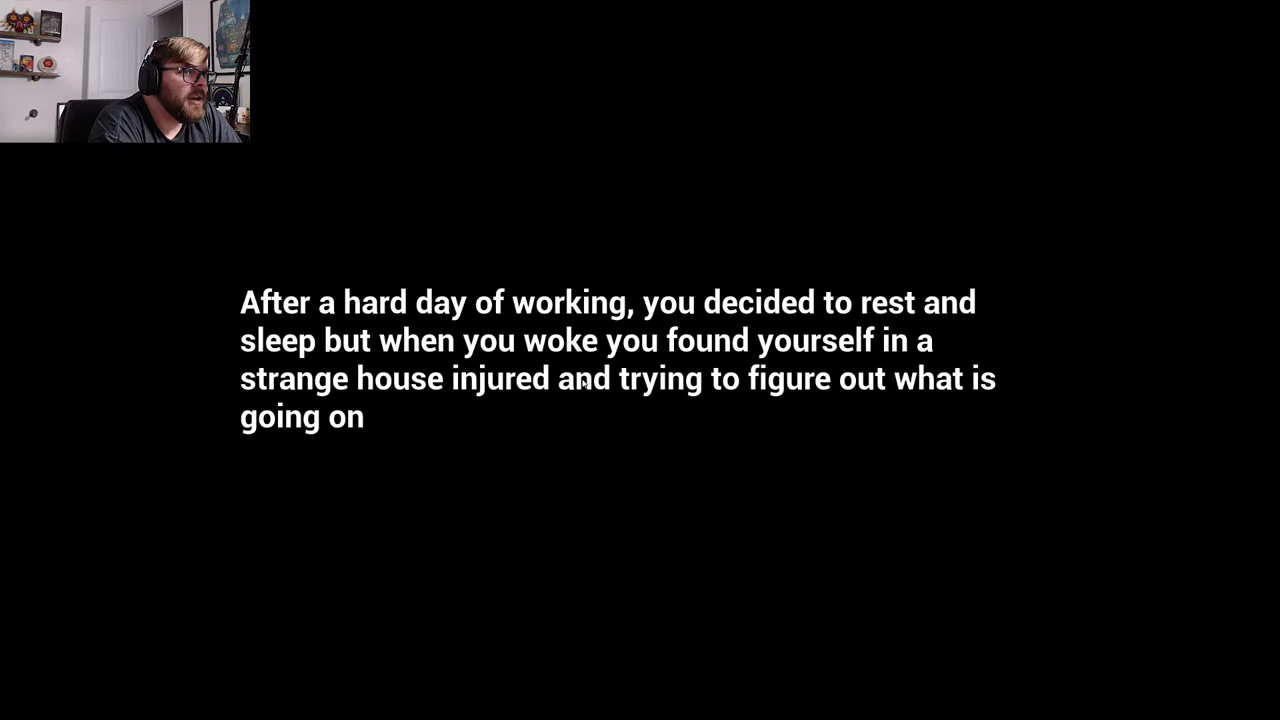 After a hard day of working, you decided to rest and
sleep but when you woke you found yourself in a
strange house injured and trying to figure out what is
going on